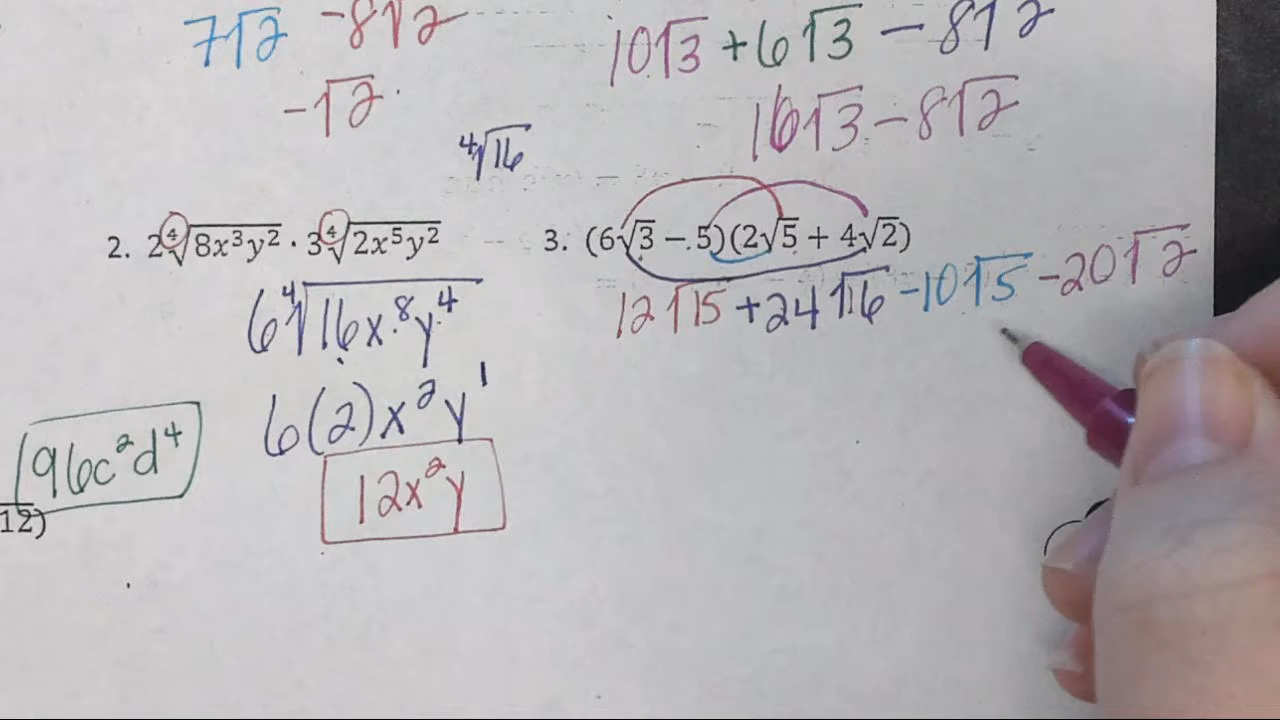 7√2 -8√2
-√2.
10√3 + 6√3 - 8√2
16√3 - 8√2
⁴√16
2. 2⁴√8x³y² · 3⁴√2x⁵y²
6⁴√16x⁸y⁴
6(2)x²y¹
12x²y
96c²d⁴
12)
3. (6√3 − 5)(2√5 + 4√2)
12√15 + 24√6 - 10√5 - 20√2